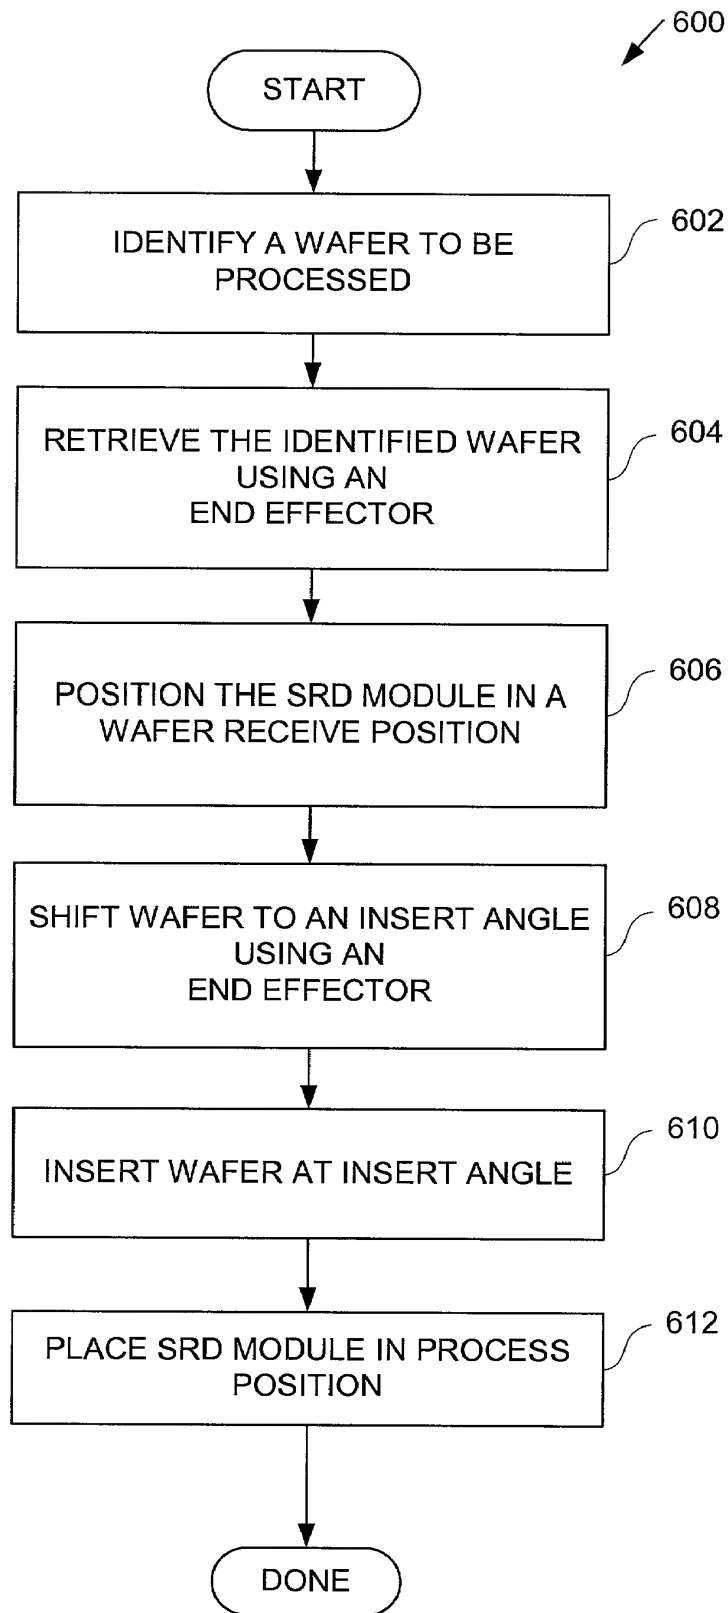 600
START
602
IDENTIFY A WAFER TO BE
PROCESSED
604
RETRIEVE THE IDENTIFIED WAFER
USING AN
END EFFECTOR
606
POSITION THE SRD MODULE IN A
WAFER RECEIVE POSITION
608
SHIFT WAFER TO AN INSERT ANGLE
USING AN
END EFFECTOR
610
INSERT WAFER AT INSERT ANGLE
612
PLACE SRD MODULE IN PROCESS
POSITION
DONE